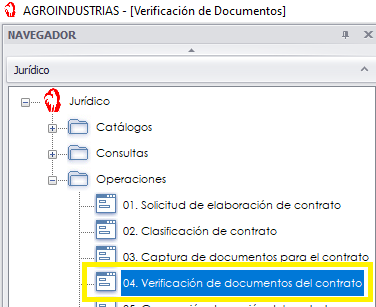 AGROINDUSTRIAS - [Verificación de Documentos]
NAVEGADOR
Jurídico
Jurídico
Catálogos
Consultas
Operaciones
01. Solicitud de elaboración de contrato
02. Clasificación de contrato
03. Captura de documentos para el contrato
04. Verificación de documentos del contrato